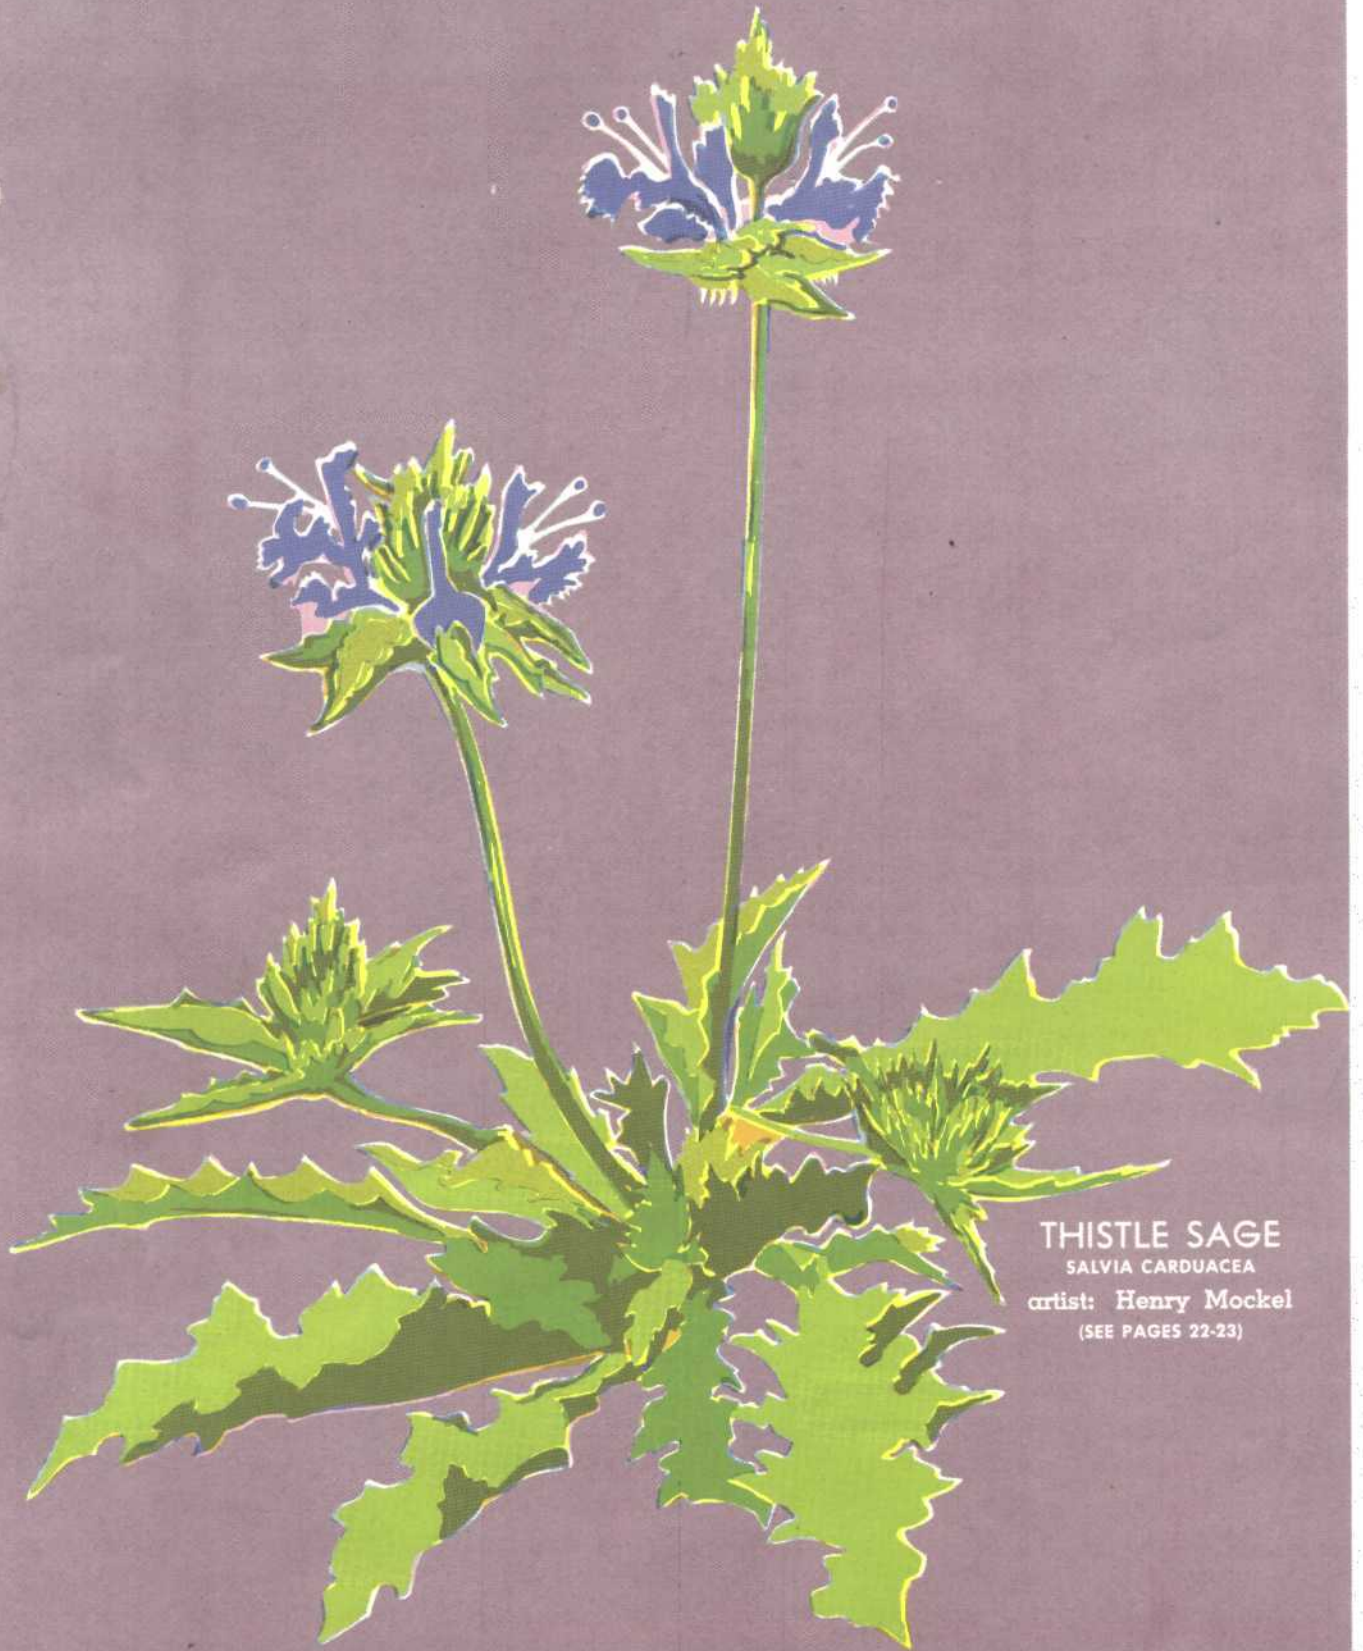 THISTLE SAGE
SALVIA CARDUACEA
artist: Henry Mockel
(SEE PAGES 22-23)